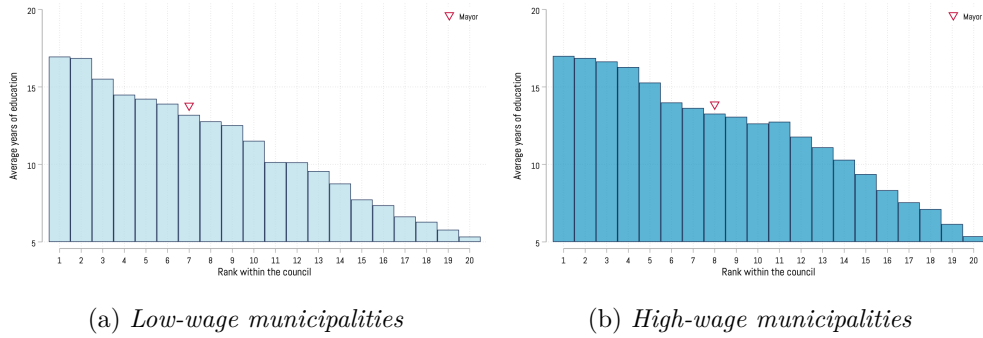 20
15
10
5
Average years of education
▽ Mayor
1 2 3 4 5 6 7 8 9 10 11 12 13 14 15 16 17 18 19 20
Rank within the council
(a) Low-wage municipalities
20
15
10
5
Average years of education
▽ Mayor
1 2 3 4 5 6 7 8 9 10 11 12 13 14 15 16 17 18 19 20
Rank within the council
(b) High-wage municipalities